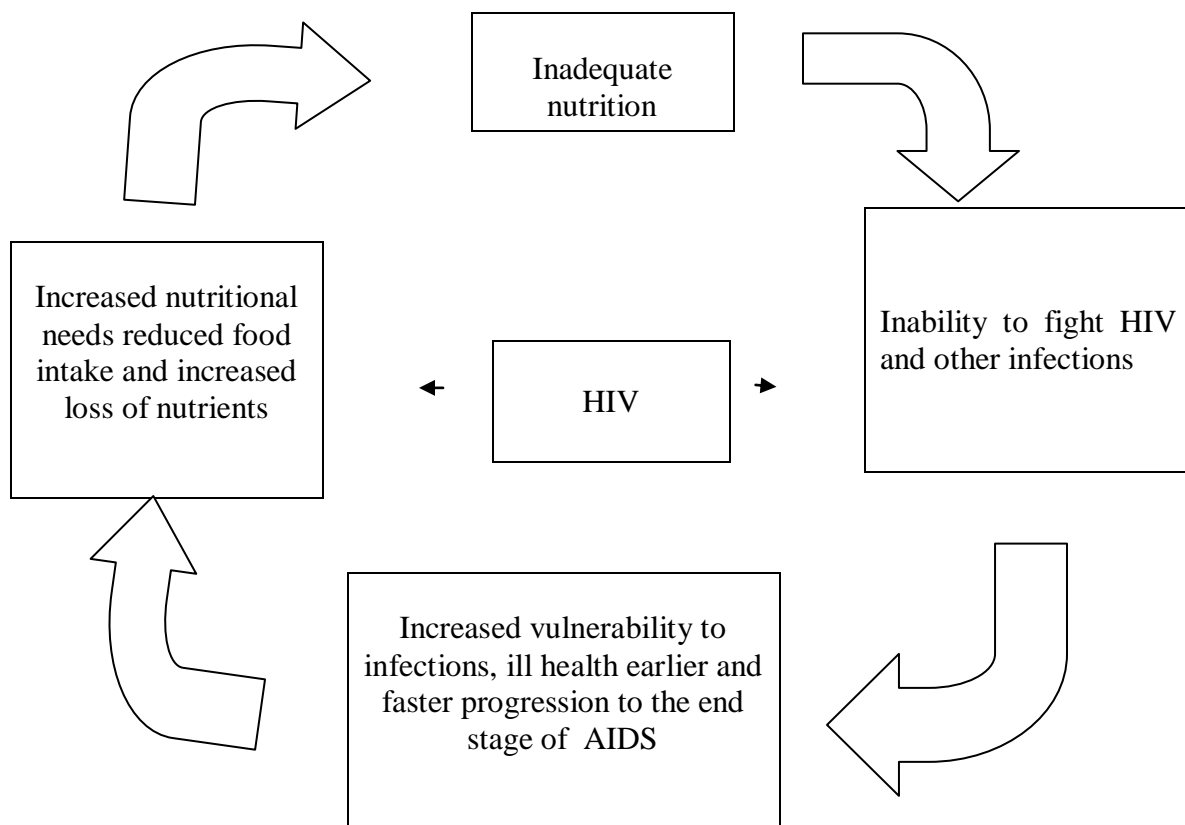 Inadequate
nutrition
Increased nutritional
needs reduced food
intake and increased
loss of nutrients
HIV
Inability to fight HIV
and other infections
Increased vulnerability to
infections, ill health earlier and
faster progression to the end
stage of AIDS